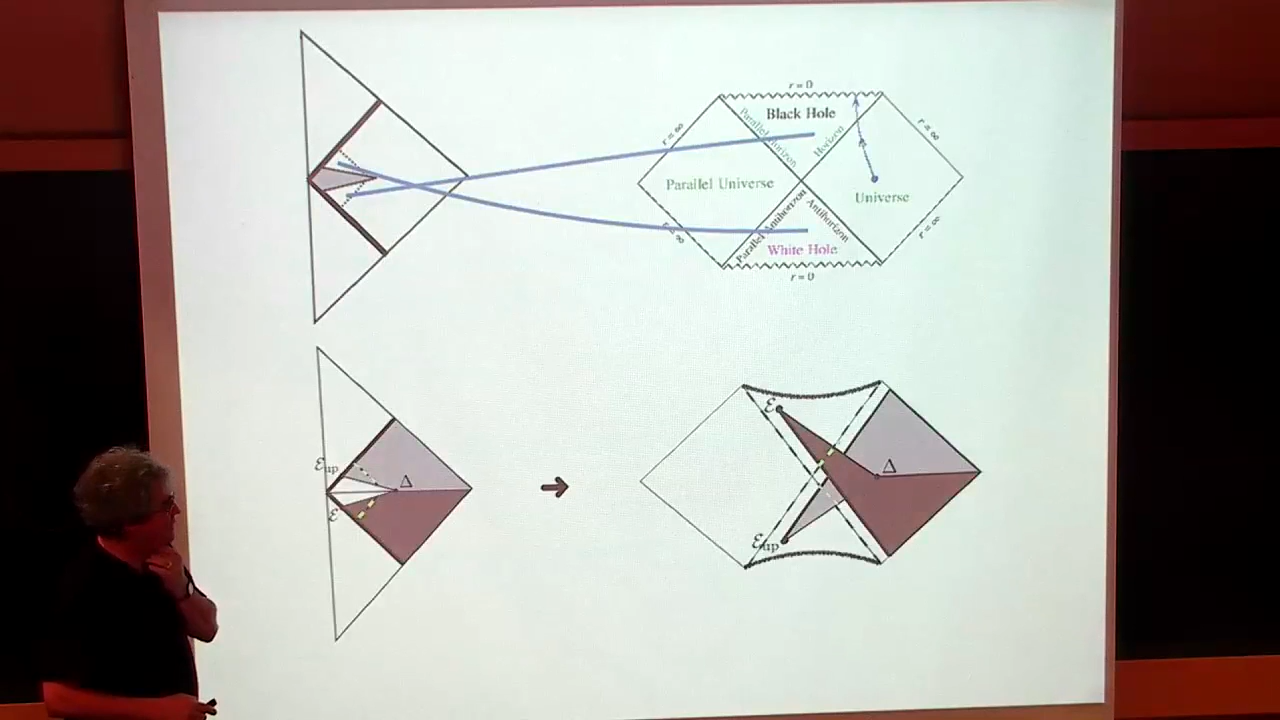 r = 0
Black Hole
Parallel Horizon
Horizon
r = ∞
r = ∞
Parallel Universe
Universe
Parallel Antihorizon
Antihorizon
r = ∞
r = ∞
White Hole
r = 0
ℰup
Δ
ℰ
ℰ
Δ
ℰup